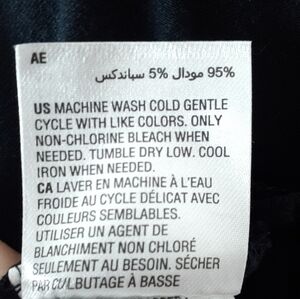 AE
95% مودال 5% سباندكس
US MACHINE WASH COLD GENTLE
CYCLE WITH LIKE COLORS. ONLY
NON-CHLORINE BLEACH WHEN
NEEDED. TUMBLE DRY LOW. COOL
IRON WHEN NEEDED.
CA LAVER EN MACHINE À L'EAU
FROIDE AU CYCLE DÉLICAT AVEC
COULEURS SEMBLABLES.
UTILISER UN AGENT DE
BLANCHIMENT NON CHLORÉ
SEULEMENT AU BESOIN. SÉCHER
PAR CULBUTAGE À BASSE